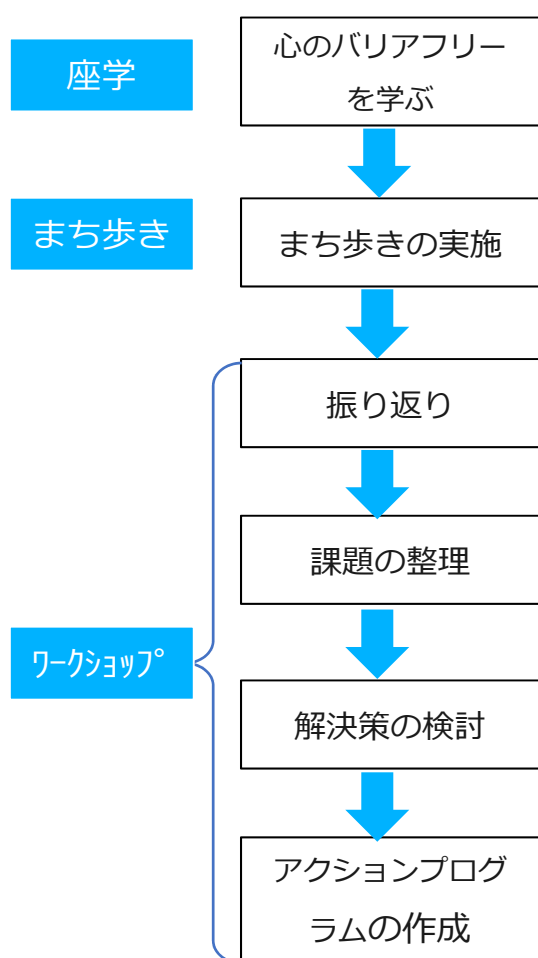 座学
心のバリアフリー
を学ぶ
まち歩き
まち歩きの実施
振り返り
課題の整理
ﾜｰｸｼｮｯﾌﾟ
解決策の検討
アクションプログ
ラムの作成